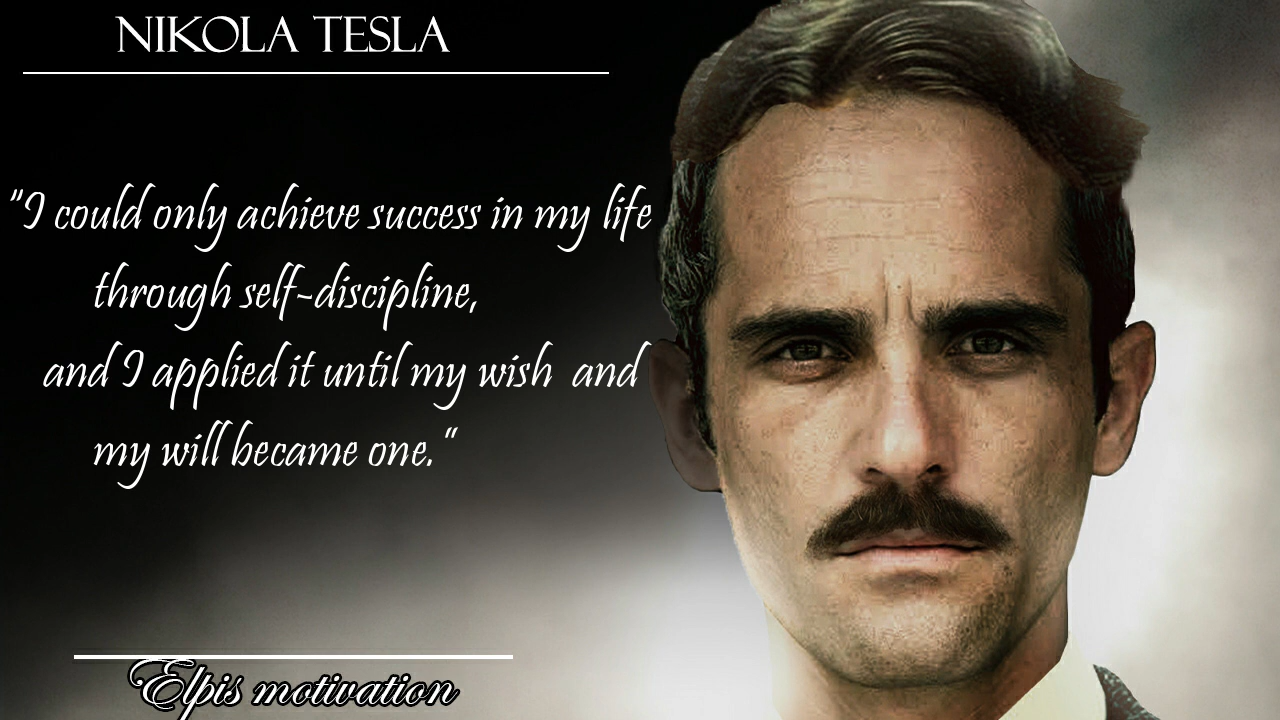 NIKOLA TESLA
"I could only achieve success in my life
through self-discipline,
and I applied it until my wish and
my will became one."
Elpis motivation